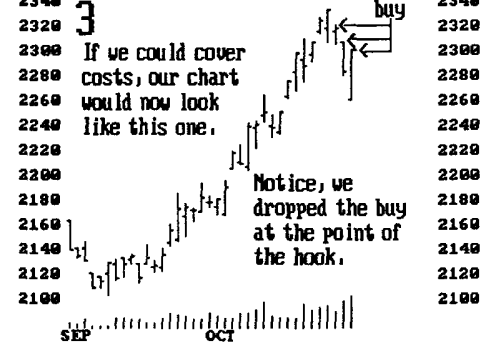 2340
3
buy
2340
2320
2320
2300
If we could cover
2300
2280
costs, our chart
2280
2260
would now look
2260
2240
like this one.
2240
2220
2220
2200
Notice, we
2200
2180
dropped the buy
2180
2160
at the point of
2160
2140
the hook.
2140
2120
2120
2100
2100
SEP
OCT